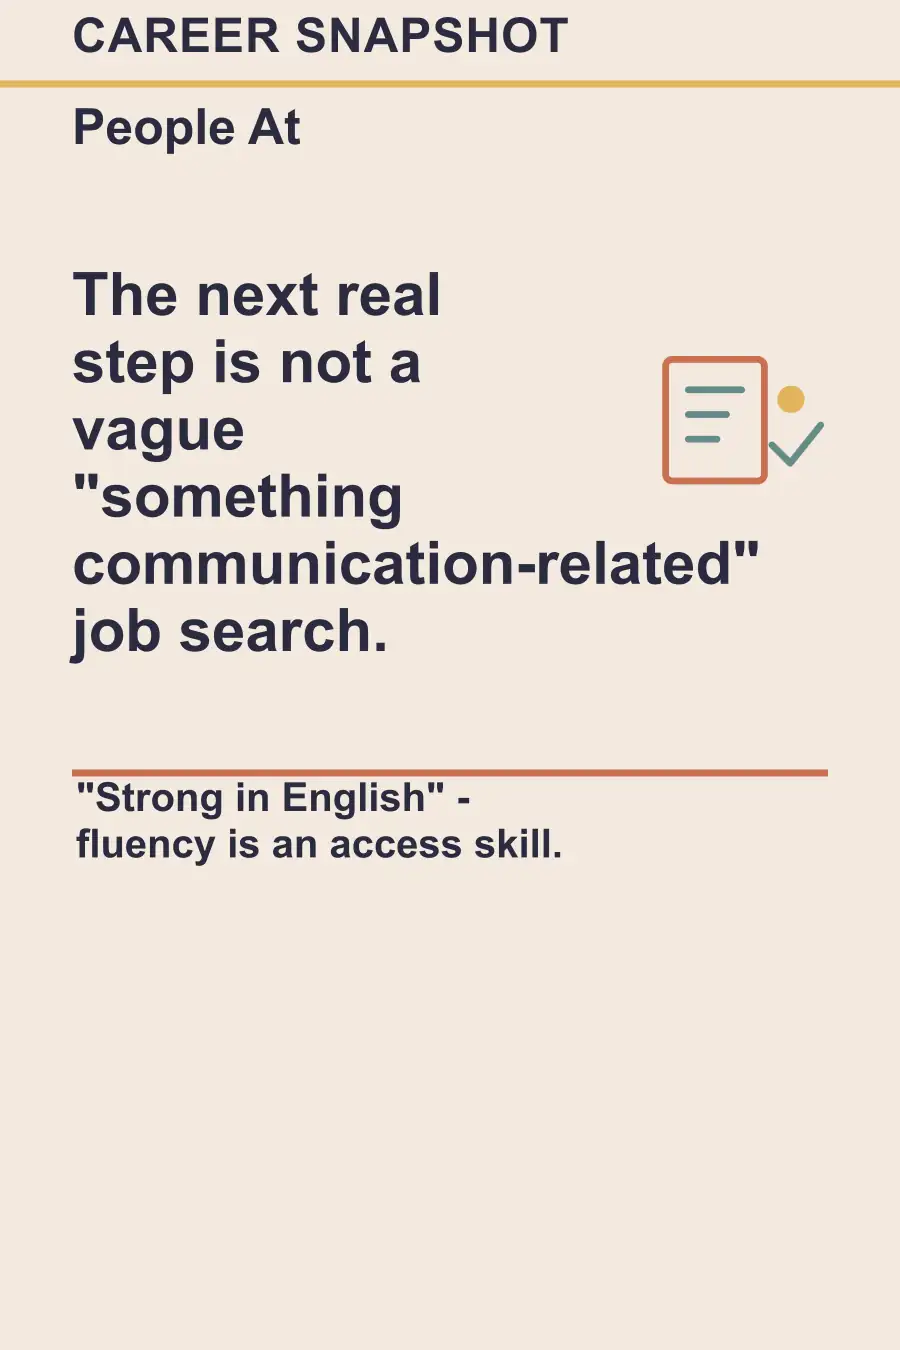 CAREER SNAPSHOT
People At
The next real
step is not a
vague
"something
communication-related"
job search.
"Strong in English" -
fluency is an access skill.